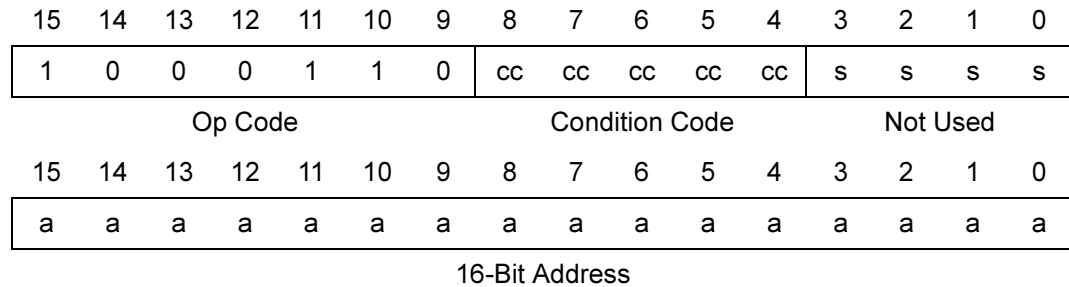 15 14 13 12 11 10 9 8 7 6 5 4 3 2 1 0
1 0 0 0 1 1 0 cc cc cc cc cc s s s s
Op Code Condition Code Not Used
15 14 13 12 11 10 9 8 7 6 5 4 3 2 1 0
a a a a a a a a a a a a a a a a
16-Bit Address